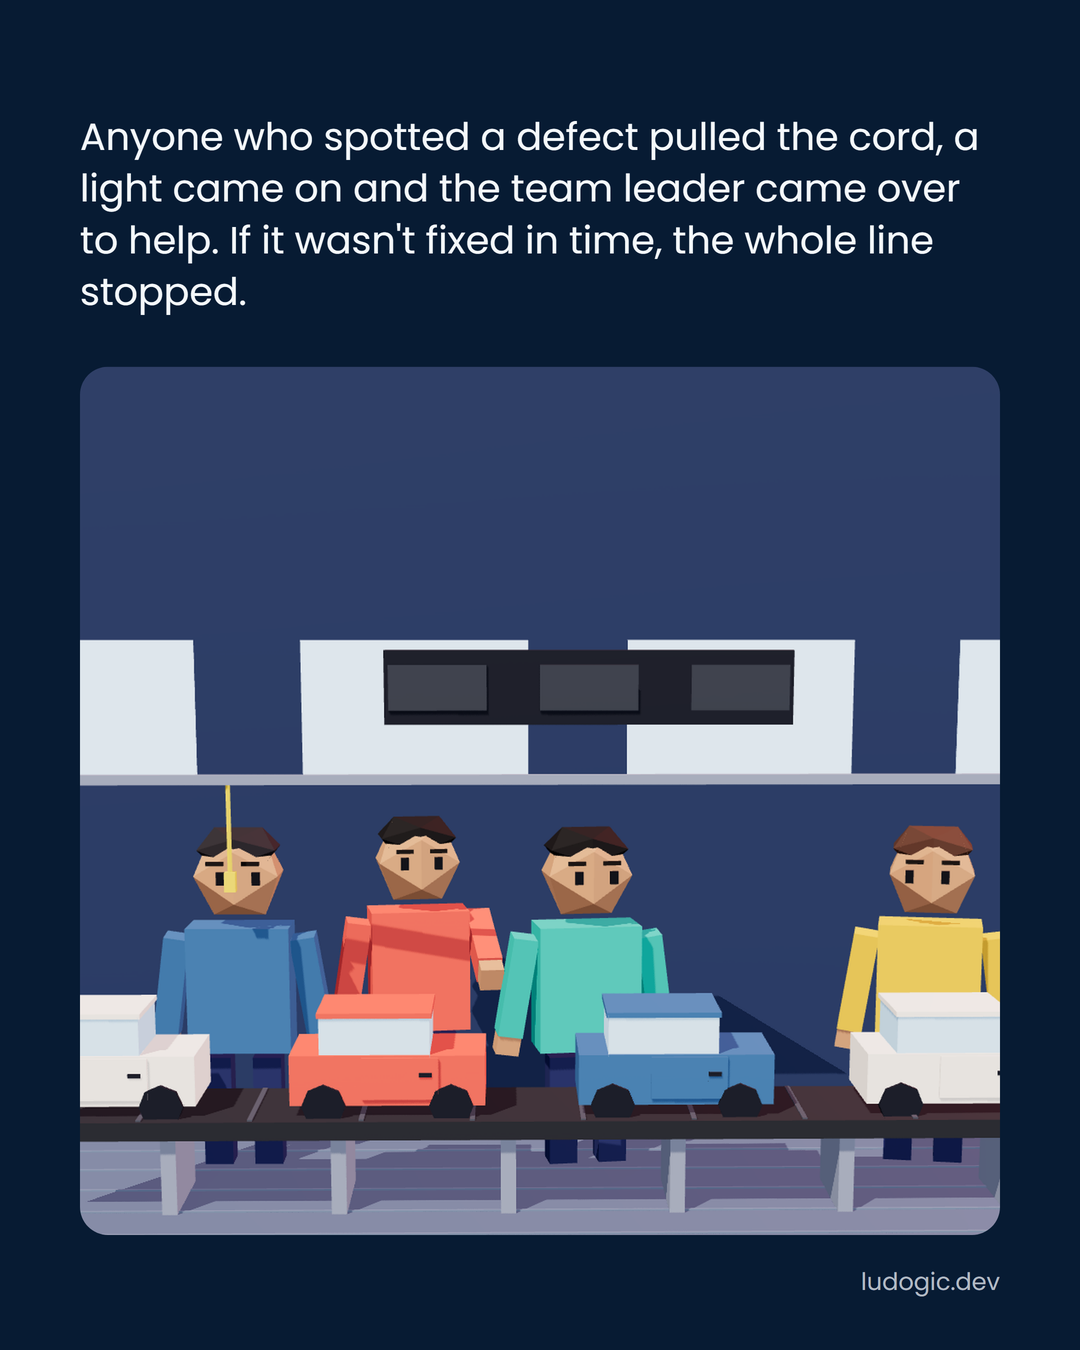 Anyone who spotted a defect pulled the cord, a
light came on and the team leader came over
to help. If it wasn't fixed in time, the whole line
stopped.
ludogic.dev